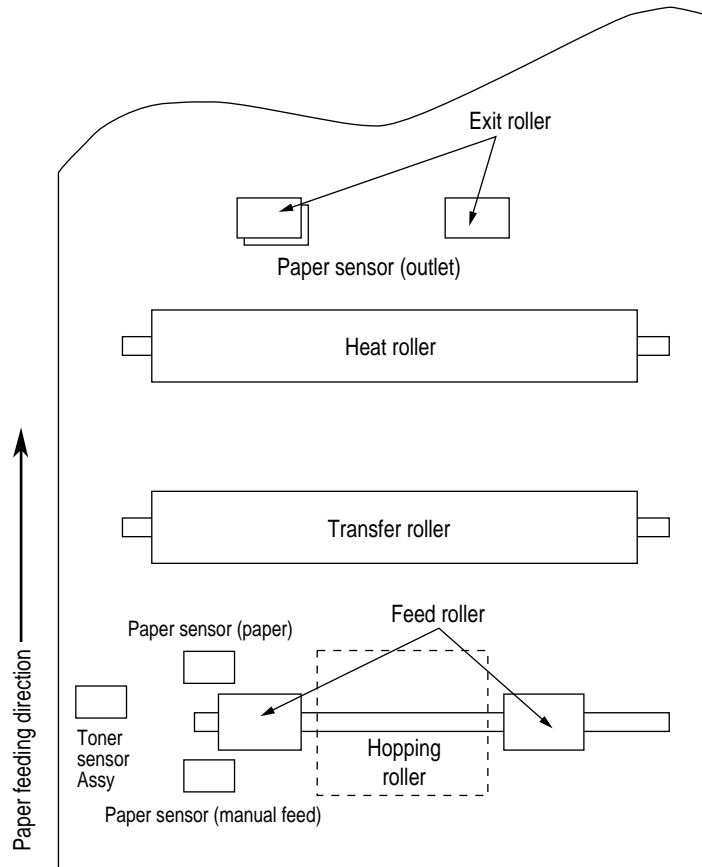 Exit roller
Paper sensor (outlet)
Heat roller
Transfer roller
Feed roller
Paper sensor (paper)
Toner
sensor
Assy
Hopping
roller
Paper sensor (manual feed)
Paper feeding direction